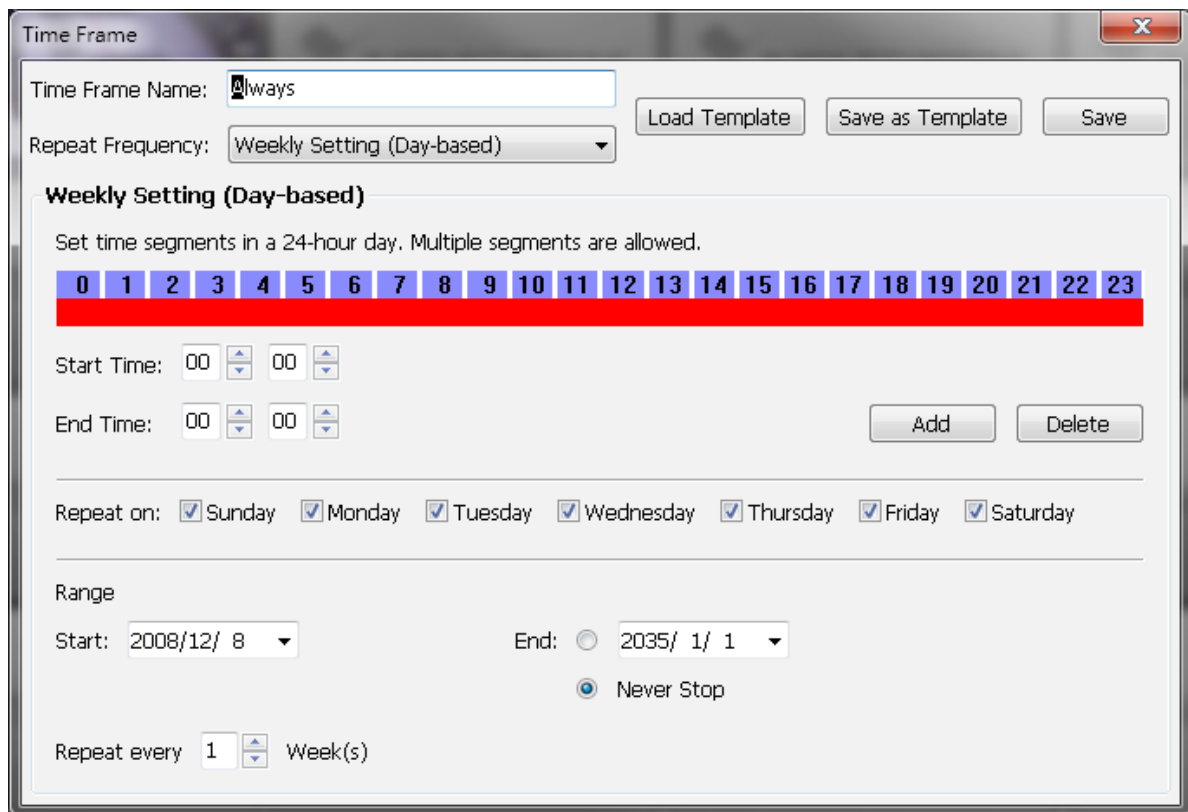 Time Frame
Time Frame Name: Always
Load Template Save as Template Save
Repeat Frequency: Weekly Setting (Day-based)
Weekly Setting (Day-based)
Set time segments in a 24-hour day. Multiple segments are allowed.
0 1 2 3 4 5 6 7 8 9 10 11 12 13 14 15 16 17 18 19 20 21 22 23
Start Time: 00 00
End Time: 00 00 Add Delete
Repeat on: Sunday Monday Tuesday Wednesday Thursday Friday Saturday
Range
Start: 2008/12/ 8 End: 2035/ 1/ 1
Never Stop
Repeat every 1 Week(s)